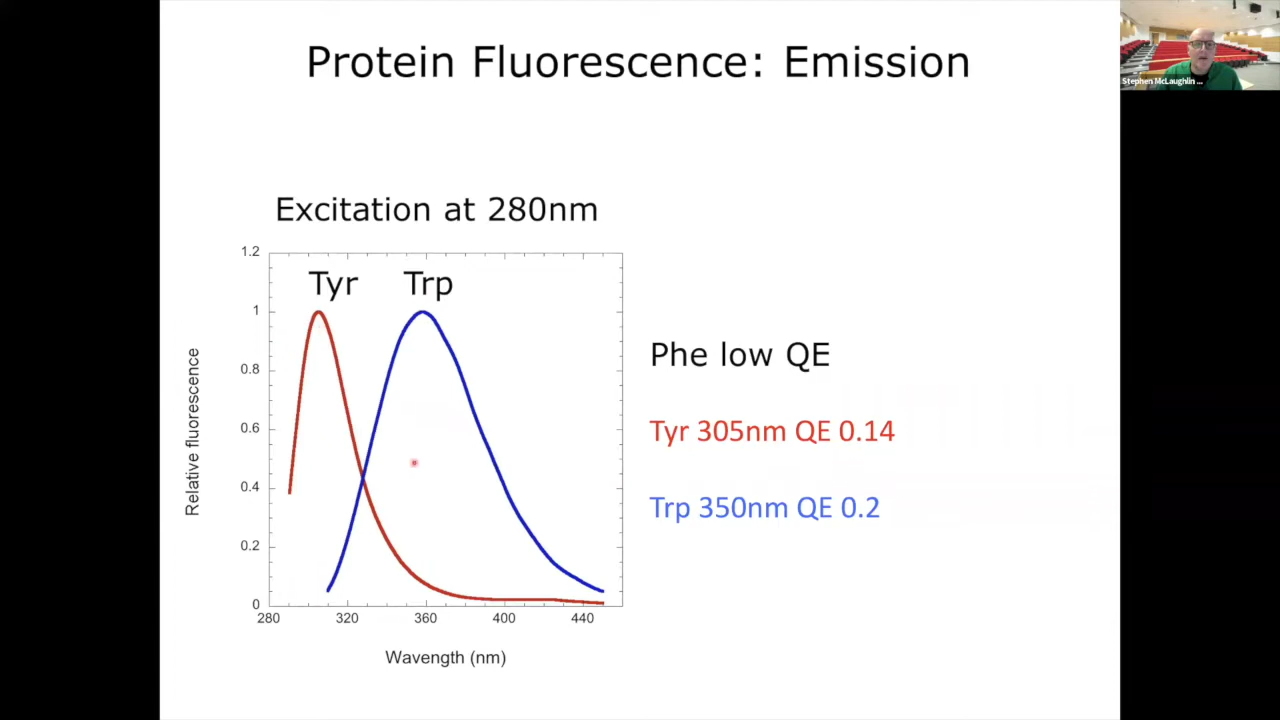 Protein Fluorescence: Emission
Stephen McLaughlin ...
Excitation at 280nm
1.2
1
0.8
0.6
0.4
0.2
0
Tyr Trp
Relative fluorescence
280 320 360 400 440
Wavength (nm)
Phe low QE
Tyr 305nm QE 0.14
Trp 350nm QE 0.2